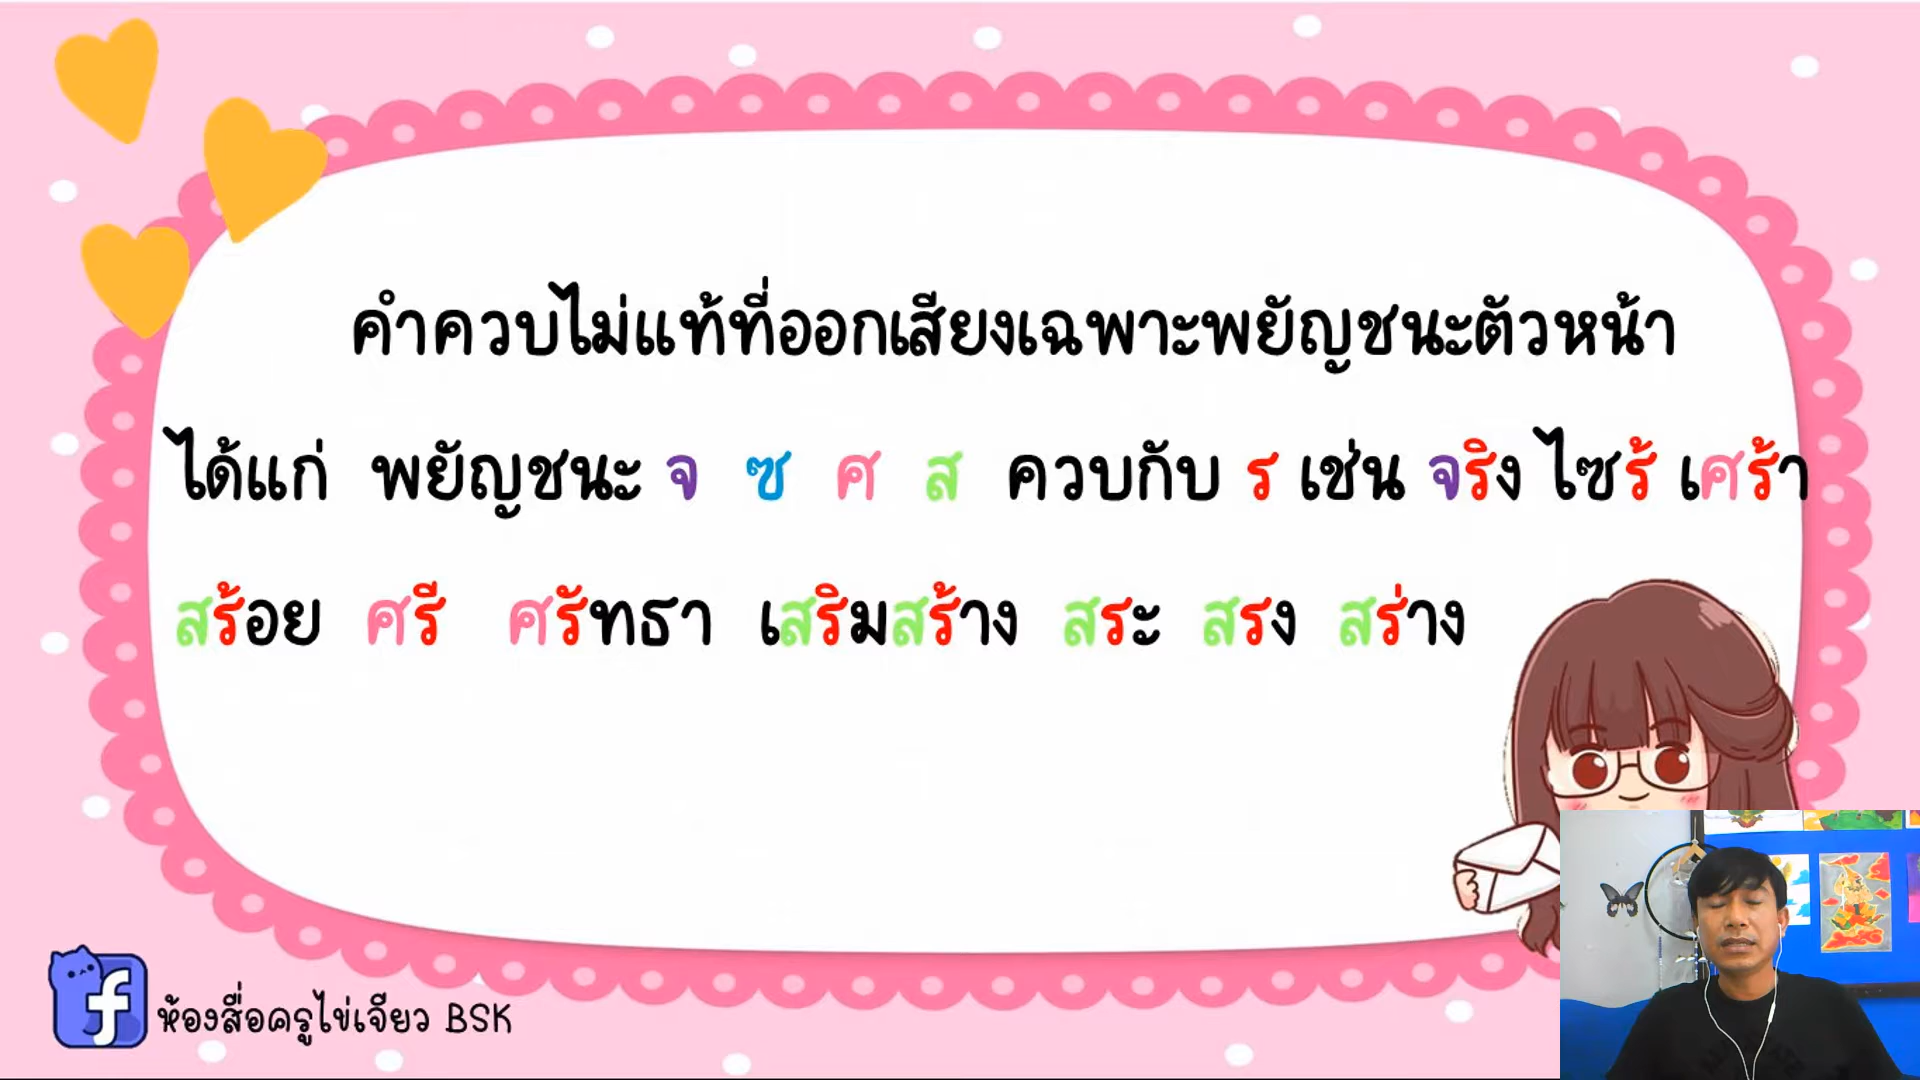 คำควบไม่แท้ที่ออกเสียงเฉพาะพยัญชนะตัวหน้า
ได้แก่ พยัญชนะ จ ซ ศ ส ควบกับ ร เช่น จริง ไซร้ เศร้า
สร้อย ศรี ศรัทธา เสริมสร้าง สระ สรง สร่าง
ห้องสื่อครูไข่เจียว BSK